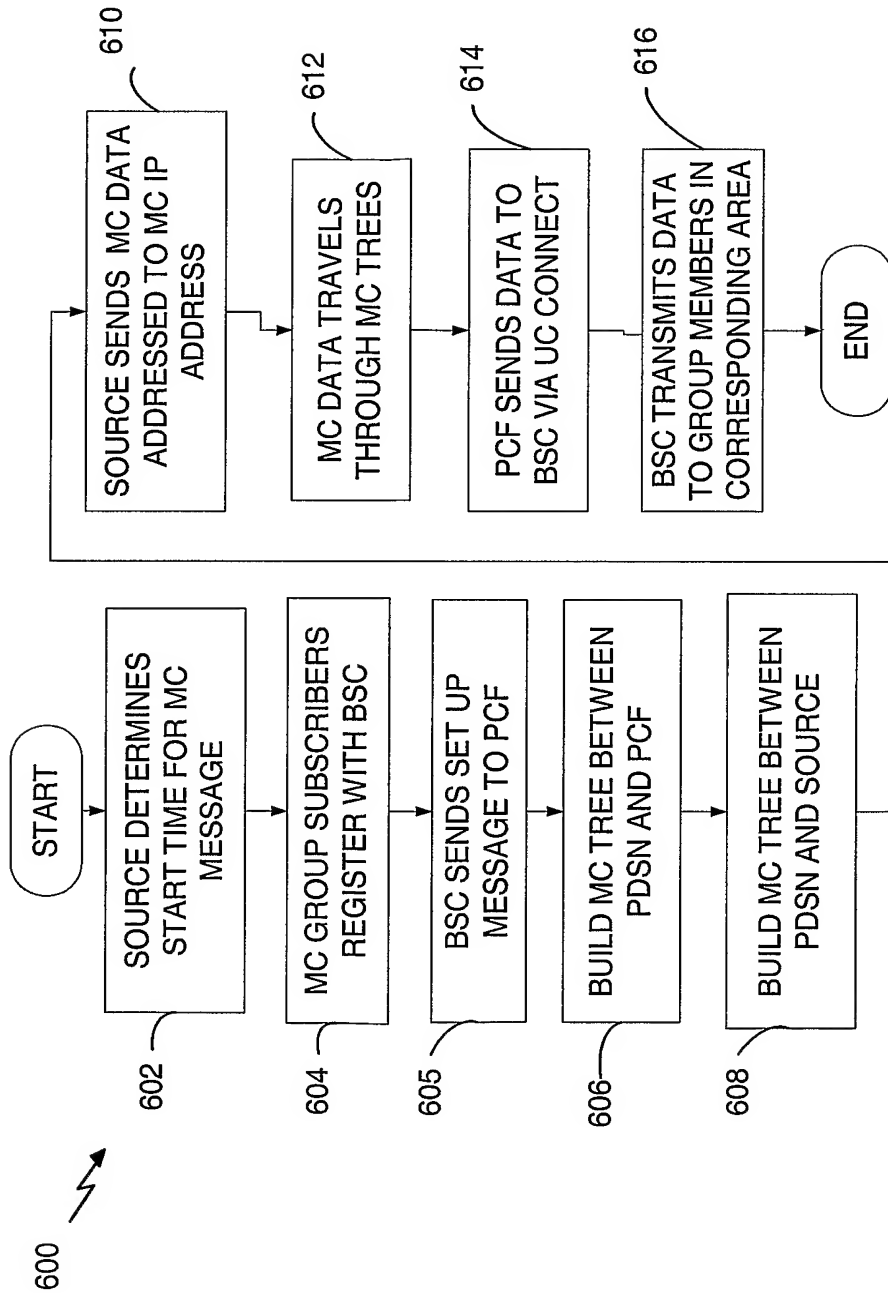 600
START
602
SOURCE DETERMINES
START TIME FOR MC
MESSAGE
604
MC GROUP SUBSCRIBERS
REGISTER WITH BSC
605
BSC SENDS SET UP
MESSAGE TO PCF
606
BUILD MC TREE BETWEEN
PDSN AND PCF
608
BUILD MC TREE BETWEEN
PDSN AND SOURCE
610
SOURCE SENDS MC DATA
ADDRESSED TO MC IP
ADDRESS
612
MC DATA TRAVELS
THROUGH MC TREES
614
PCF SENDS DATA TO
BSC VIA UC CONNECT
616
BSC TRANSMITS DATA
TO GROUP MEMBERS IN
CORRESPONDING AREA
END